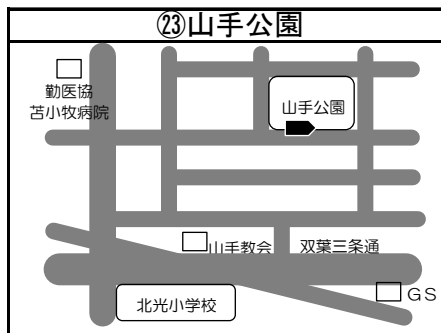 ㉓山手公園
勤医協
苫小牧病院
山手公園
山手教会
双葉三条通
北光小学校
ＧＳ